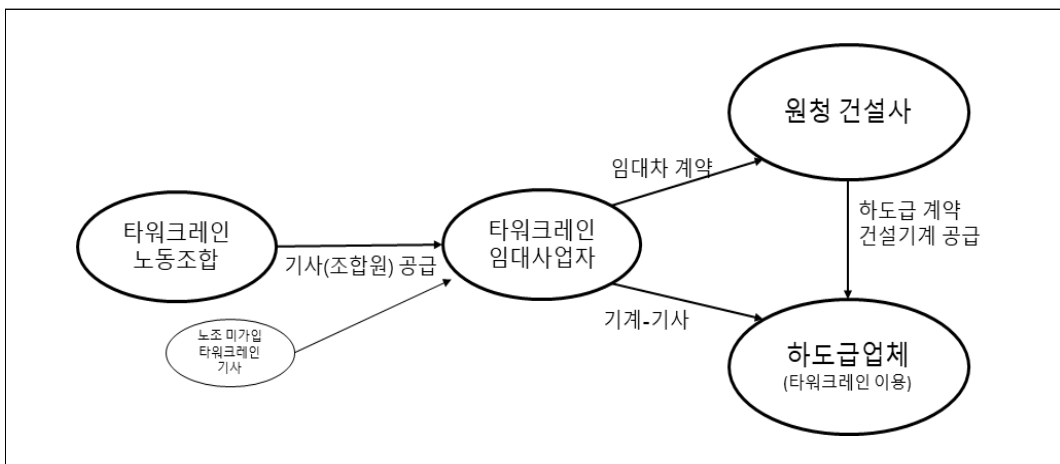 원청 건설사
임대차 계약
하도급 계약
건설기계 공급
타워크레인
노동조합
기사(조합원) 공급
타워크레인
임대사업자
기계-기사
노조 미가입
타워크레인
기사
하도급업체
(타워크레인 이용)